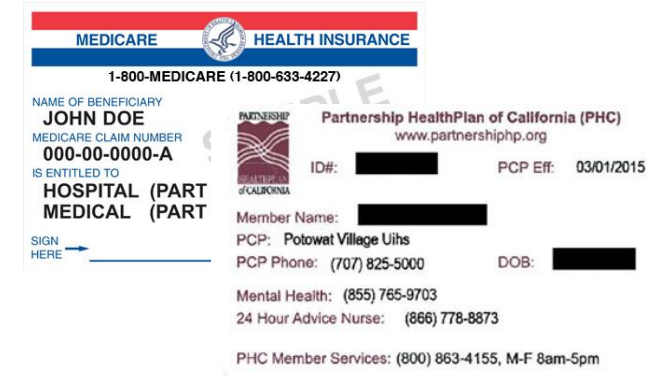 MEDICARE HEALTH INSURANCE
1-800-MEDICARE (1-800-633-4227)
NAME OF BENEFICIARY
JOHN DOE
MEDICARE CLAIM NUMBER
000-00-0000-A
IS ENTITLED TO
HOSPITAL (PART
MEDICAL (PART
SIGN
HERE
PARTNERSHIP
HEALTHPLAN
of CALIFORNIA
Partnership HealthPlan of California (PHC)
www.partnershiphp.org
ID#: PCP Eff: 03/01/2015
Member Name:
PCP: Potowat Village Uihs
PCP Phone: (707) 825-5000 DOB:
Mental Health: (855) 765-9703
24 Hour Advice Nurse: (866) 778-8873
PHC Member Services: (800) 863-4155, M-F 8am-5pm